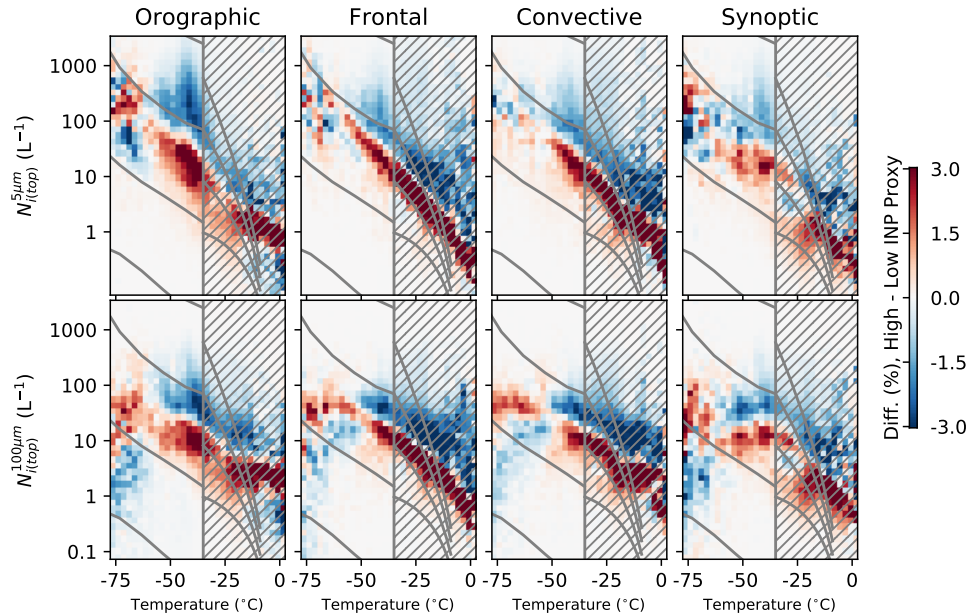 Orographic Frontal Convective Synoptic
1000
100
10
1
N_{i(top)}^{5μm} (L⁻¹)
1000
100
10
1
0.1
N_{i(top)}^{100μm} (L⁻¹)
-75 -50 -25 0 -75 -50 -25 0 -75 -50 -25 0 -75 -50 -25 0
Temperature (°C) Temperature (°C) Temperature (°C) Temperature (°C)
3.0
1.5
0.0
-1.5
-3.0
Diff. (%), High - Low INP Proxy